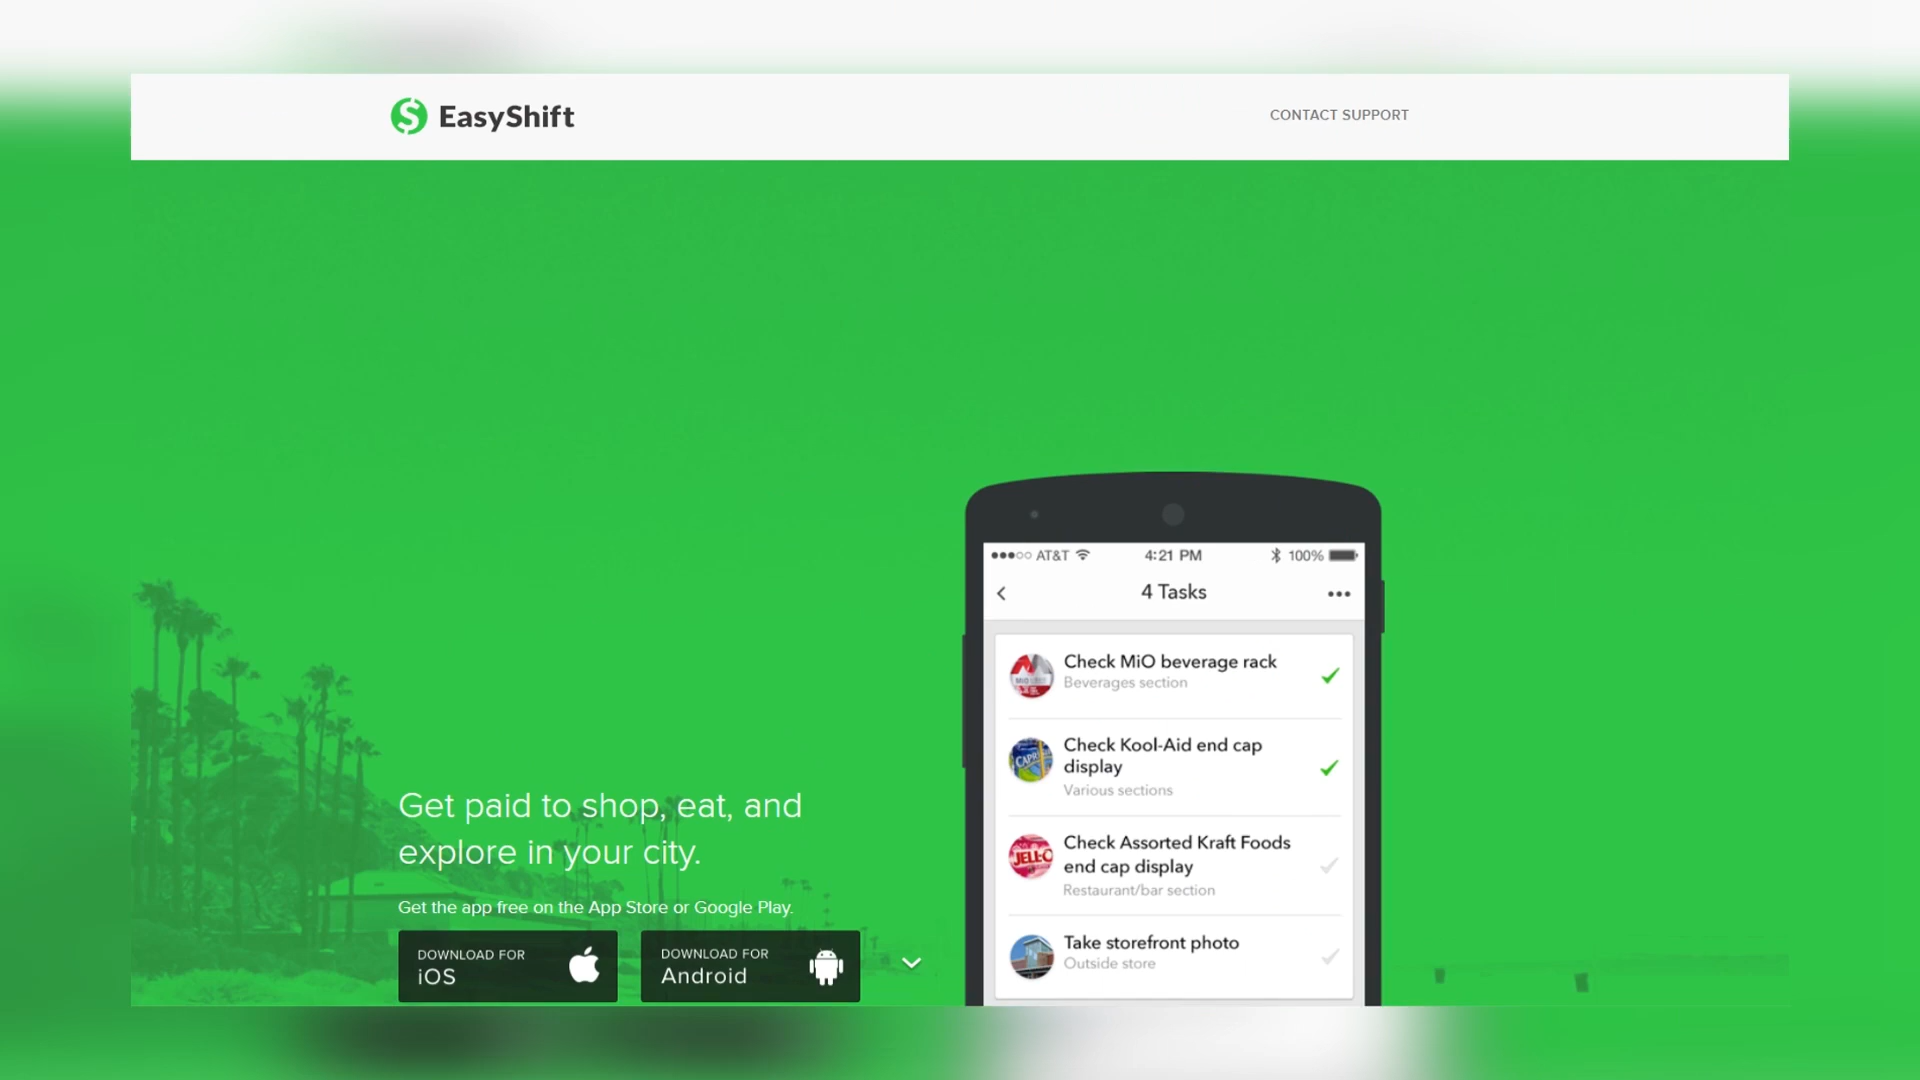 EasyShift
CONTACT SUPPORT
Get paid to shop, eat, and
explore in your city.
Get the app free on the App Store or Google Play.
DOWNLOAD FOR
iOS
DOWNLOAD FOR
Android
AT&T 4:21 PM 100%
4 Tasks
Check MiO beverage rack
Beverages section
Check Kool-Aid end cap
display
Various sections
Check Assorted Kraft Foods
end cap display
Restaurant/bar section
Take storefront photo
Outside store
MiO
CAPRI
JELL-O